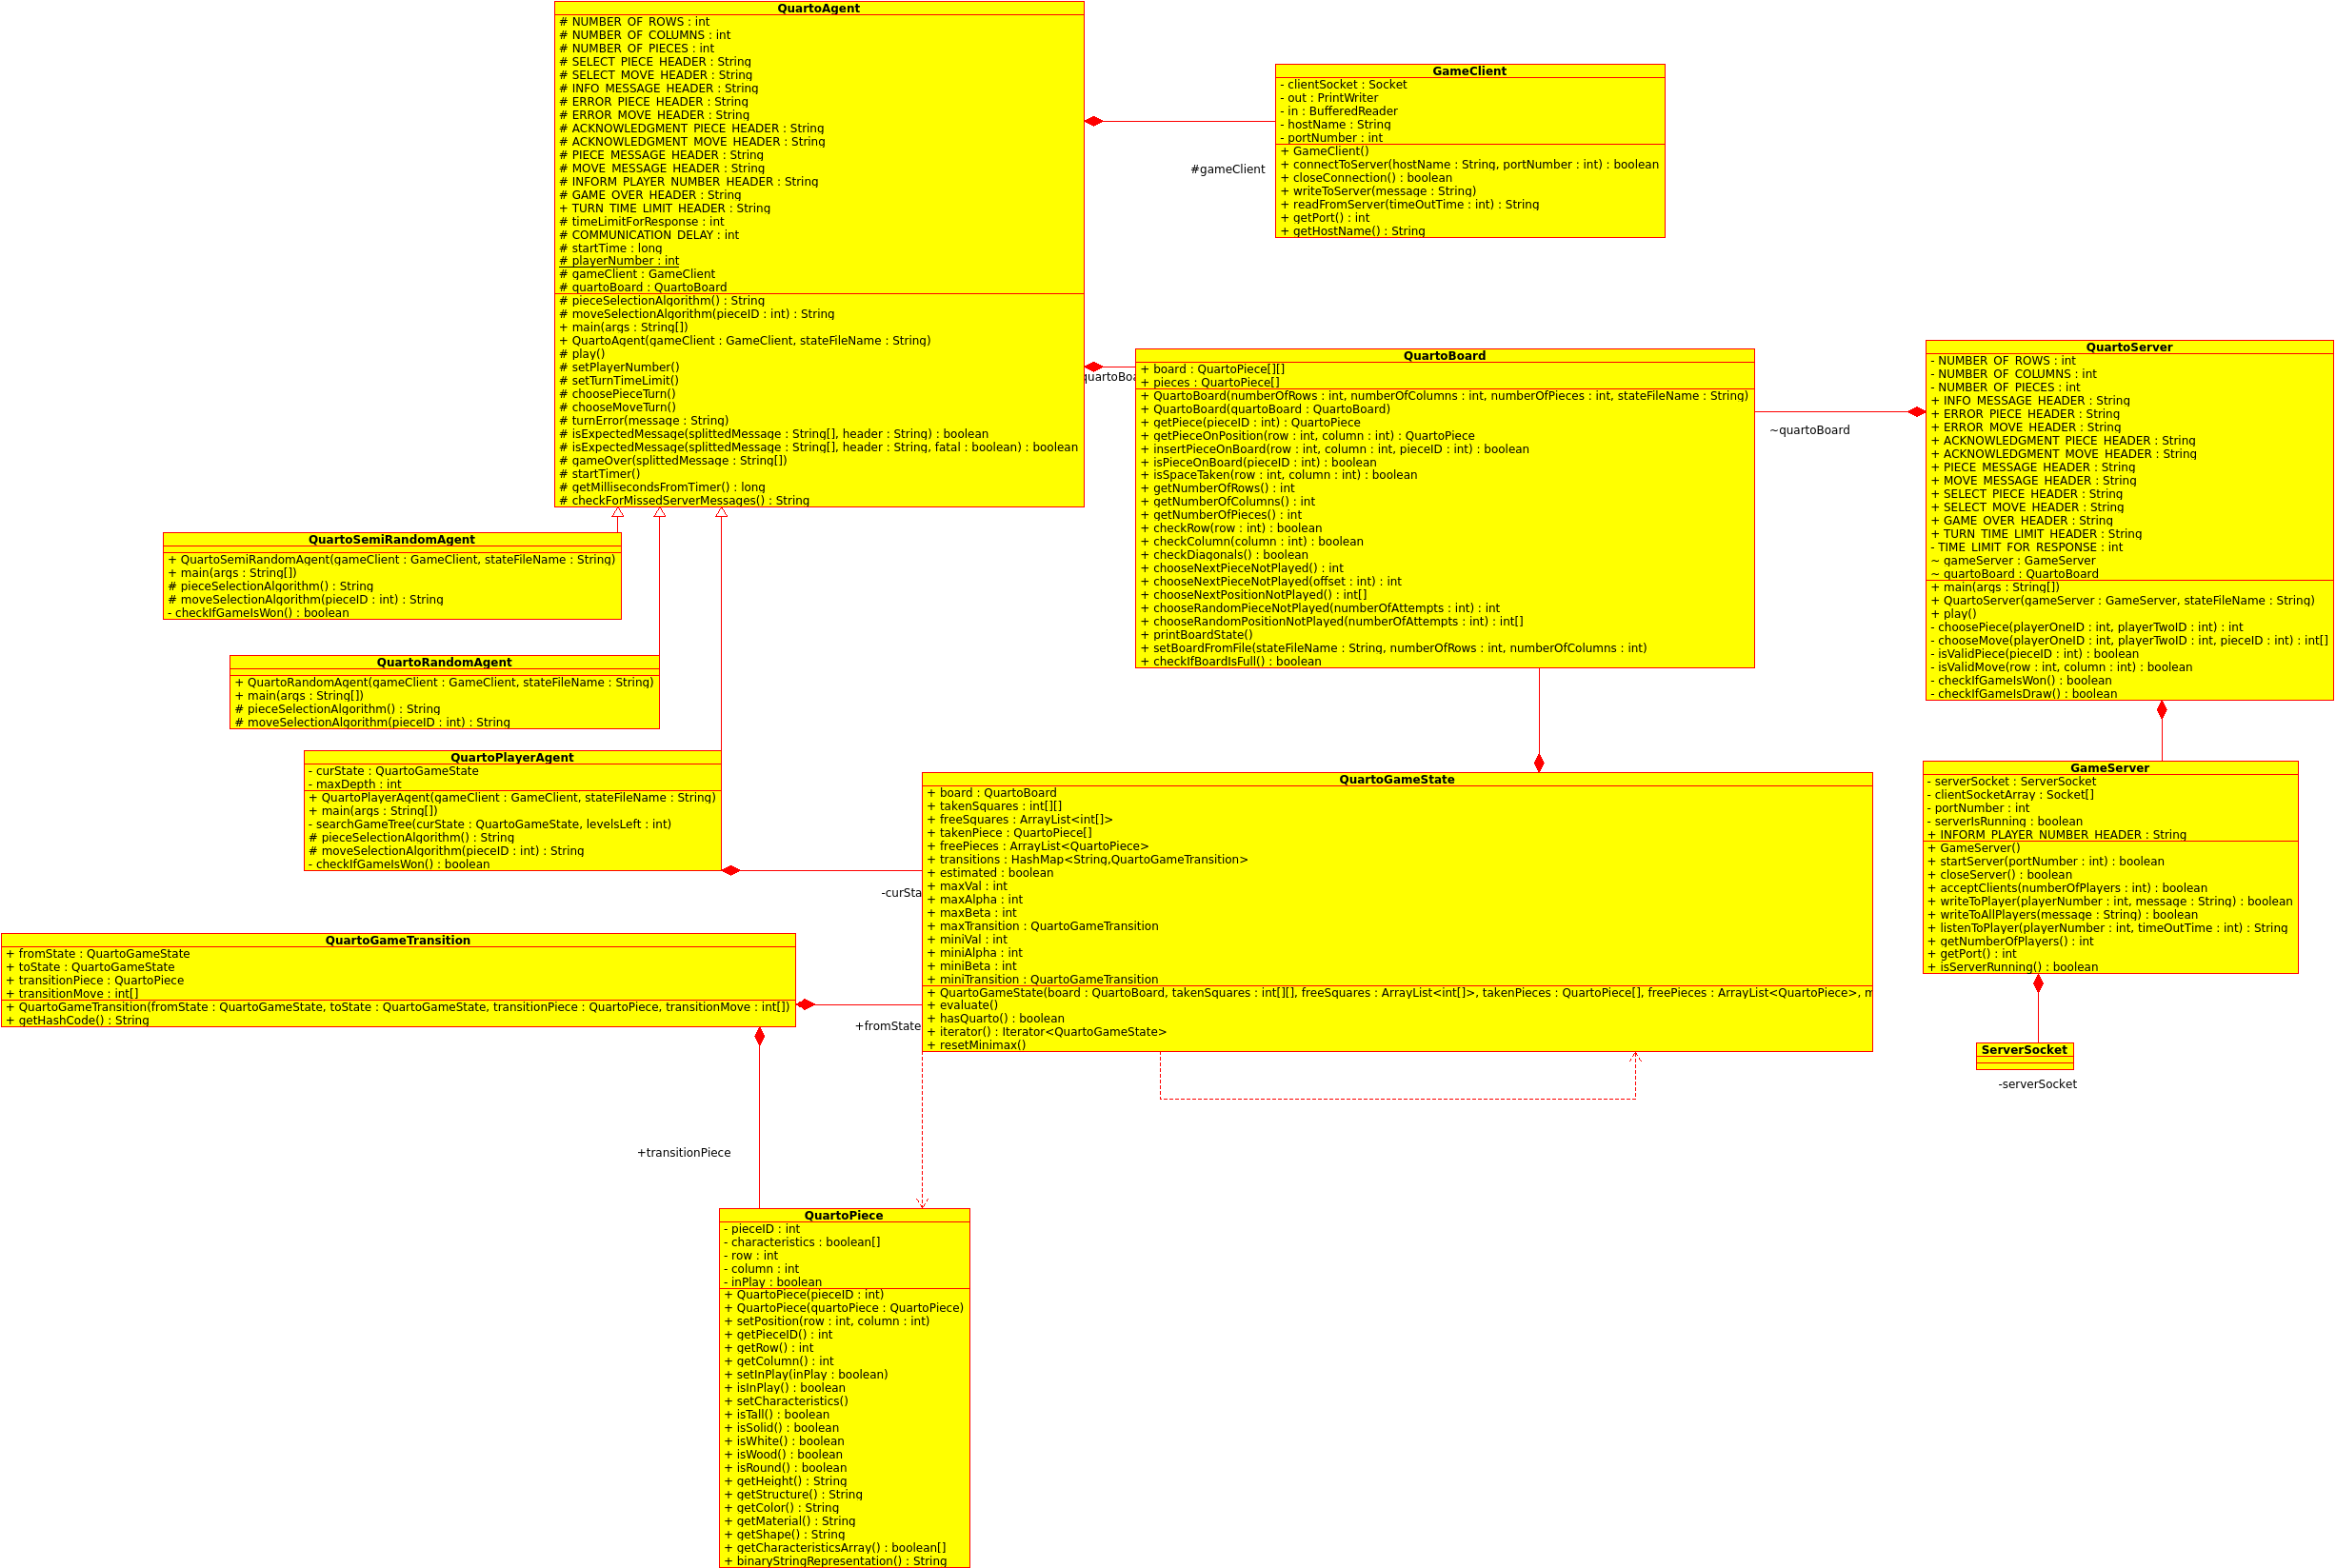 QuartoAgent
# NUMBER_OF_ROWS : int
# NUMBER_OF_COLUMNS : int
# NUMBER_OF_PIECES : int
# SELECT_PIECE_HEADER : String
# SELECT_MOVE_HEADER : String
# INFO_MESSAGE_HEADER : String
# ERROR_PIECE_HEADER : String
# ERROR_MOVE_HEADER : String
# ACKNOWLEDGMENT_PIECE_HEADER : String
# ACKNOWLEDGMENT_MOVE_HEADER : String
# PIECE_MESSAGE_HEADER : String
# MOVE_MESSAGE_HEADER : String
# INFORM_PLAYER_NUMBER_HEADER : String
# GAME_OVER_HEADER : String
+ TURN_TIME_LIMIT_HEADER : String
# timeLimitForResponse : int
# COMMUNICATION_DELAY : int
# startTime : long
# playerNumber : int
# gameClient : GameClient
# quartoBoard : QuartoBoard
# pieceSelectionAlgorithm() : String
# moveSelectionAlgorithm(pieceID : int) : String
+ main(args : String[])
+ QuartoAgent(gameClient : GameClient, stateFileName : String)
# play()
# setPlayerNumber()
# setTurnTimeLimit()
# choosePieceTurn()
# chooseMoveTurn()
# turnError(message : String)
# isExpectedMessage(splittedMessage : String[], header : String) : boolean
# isExpectedMessage(splittedMessage : String[], header : String, fatal : boolean) : boolean
# gameOver(splittedMessage : String[])
# startTimer()
# getMillisecondsFromTimer() : long
# checkForMissedServerMessages() : String
GameClient
- clientSocket : Socket
- out : PrintWriter
- in : BufferedReader
- hostName : String
- portNumber : int
+ GameClient()
+ connectToServer(hostName : String, portNumber : int) : boolean
+ closeConnection() : boolean
+ writeToServer(message : String)
+ readFromServer(timeOutTime : int) : String
+ getPort() : int
+ getHostName() : String
#gameClient
quartoBoa
QuartoBoard
+ board : QuartoPiece[][]
+ pieces : QuartoPiece[]
+ QuartoBoard(numberOfRows : int, numberOfColumns : int, numberOfPieces : int, stateFileName : String)
+ QuartoBoard(quartoBoard : QuartoBoard)
+ getPiece(pieceID : int) : QuartoPiece
+ getPieceOnPosition(row : int, column : int) : QuartoPiece
+ insertPieceOnBoard(row : int, column : int, pieceID : int) : boolean
+ isPieceOnBoard(pieceID : int) : boolean
+ isSpaceTaken(row : int, column : int) : boolean
+ getNumberOfRows() : int
+ getNumberOfColumns() : int
+ getNumberOfPieces() : int
+ checkRow(row : int) : boolean
+ checkColumn(column : int) : boolean
+ checkDiagonals() : boolean
+ chooseNextPieceNotPlayed() : int
+ chooseNextPieceNotPlayed(offset : int) : int
+ chooseNextPositionNotPlayed() : int[]
+ chooseRandomPieceNotPlayed(numberOfAttempts : int) : int
+ chooseRandomPositionNotPlayed(numberOfAttempts : int) : int[]
+ printBoardState()
+ setBoardFromFile(stateFileName : String, numberOfRows : int, numberOfColumns : int)
+ checkIfBoardIsFull() : boolean
~quartoBoard
QuartoServer
- NUMBER_OF_ROWS : int
- NUMBER_OF_COLUMNS : int
- NUMBER_OF_PIECES : int
+ INFO_MESSAGE_HEADER : String
+ ERROR_PIECE_HEADER : String
+ ERROR_MOVE_HEADER : String
+ ACKNOWLEDGMENT_PIECE_HEADER : String
+ ACKNOWLEDGMENT_MOVE_HEADER : String
+ PIECE_MESSAGE_HEADER : String
+ MOVE_MESSAGE_HEADER : String
+ SELECT_PIECE_HEADER : String
+ SELECT_MOVE_HEADER : String
+ GAME_OVER_HEADER : String
+ TURN_TIME_LIMIT_HEADER : String
- TIME_LIMIT_FOR_RESPONSE : int
~ gameServer : GameServer
~ quartoBoard : QuartoBoard
+ main(args : String[])
+ QuartoServer(gameServer : GameServer, stateFileName : String)
+ play()
- choosePiece(playerOneID : int, playerTwoID : int) : int
- chooseMove(playerOneID : int, playerTwoID : int, pieceID : int) : int[]
- isValidPiece(pieceID : int) : boolean
- isValidMove(row : int, column : int) : boolean
- checkIfGameIsWon() : boolean
- checkIfGameIsDraw() : boolean
QuartoSemiRandomAgent
+ QuartoSemiRandomAgent(gameClient : GameClient, stateFileName : String)
+ main(args : String[])
# pieceSelectionAlgorithm() : String
# moveSelectionAlgorithm(pieceID : int) : String
- checkIfGameIsWon() : boolean
QuartoRandomAgent
+ QuartoRandomAgent(gameClient : GameClient, stateFileName : String)
+ main(args : String[])
# pieceSelectionAlgorithm() : String
# moveSelectionAlgorithm(pieceID : int) : String
QuartoPlayerAgent
- curState : QuartoGameState
- maxDepth : int
+ QuartoPlayerAgent(gameClient : GameClient, stateFileName : String)
+ main(args : String[])
- searchGameTree(curState : QuartoGameState, levelsLeft : int)
# pieceSelectionAlgorithm() : String
# moveSelectionAlgorithm(pieceID : int) : String
- checkIfGameIsWon() : boolean
-curSta
QuartoGameState
+ board : QuartoBoard
+ takenSquares : int[][]
+ freeSquares : ArrayList<int[]>
+ takenPiece : QuartoPiece[]
+ freePieces : ArrayList<QuartoPiece>
+ transitions : HashMap<String,QuartoGameTransition>
+ estimated : boolean
+ maxVal : int
+ maxAlpha : int
+ maxBeta : int
+ maxTransition : QuartoGameTransition
+ miniVal : int
+ miniAlpha : int
+ miniBeta : int
+ miniTransition : QuartoGameTransition
+ QuartoGameState(board : QuartoBoard, takenSquares : int[][], freeSquares : ArrayList<int[]>, takenPieces : QuartoPiece[], freePieces : ArrayList<QuartoPiece>, m
+ evaluate()
+ hasQuarto() : boolean
+ iterator() : Iterator<QuartoGameState>
+ resetMinimax()
GameServer
- serverSocket : ServerSocket
- clientSocketArray : Socket[]
- portNumber : int
- serverIsRunning : boolean
+ INFORM_PLAYER_NUMBER_HEADER : String
+ GameServer()
+ startServer(portNumber : int) : boolean
+ closeServer() : boolean
+ acceptClients(numberOfPlayers : int) : boolean
+ writeToPlayer(playerNumber : int, message : String) : boolean
+ writeToAllPlayers(message : String) : boolean
+ listenToPlayer(playerNumber : int, timeOutTime : int) : String
+ getNumberOfPlayers() : int
+ getPort() : int
+ isServerRunning() : boolean
QuartoGameTransition
+ fromState : QuartoGameState
+ toState : QuartoGameState
+ transitionPiece : QuartoPiece
+ transitionMove : int[]
+ QuartoGameTransition(fromState : QuartoGameState, toState : QuartoGameState, transitionPiece : QuartoPiece, transitionMove : int[])
+ getHashCode() : String
+fromState
ServerSocket
-serverSocket
+transitionPiece
QuartoPiece
- pieceID : int
- characteristics : boolean[]
- row : int
- column : int
- inPlay : boolean
+ QuartoPiece(pieceID : int)
+ QuartoPiece(quartoPiece : QuartoPiece)
+ setPosition(row : int, column : int)
+ getPieceID() : int
+ getRow() : int
+ getColumn() : int
+ setInPlay(inPlay : boolean)
+ isInPlay() : boolean
+ setCharacteristics()
+ isTall() : boolean
+ isSolid() : boolean
+ isWhite() : boolean
+ isWood() : boolean
+ isRound() : boolean
+ getHeight() : String
+ getStructure() : String
+ getColor() : String
+ getMaterial() : String
+ getShape() : String
+ getCharacteristicsArray() : boolean[]
+ binaryStringRepresentation() : String